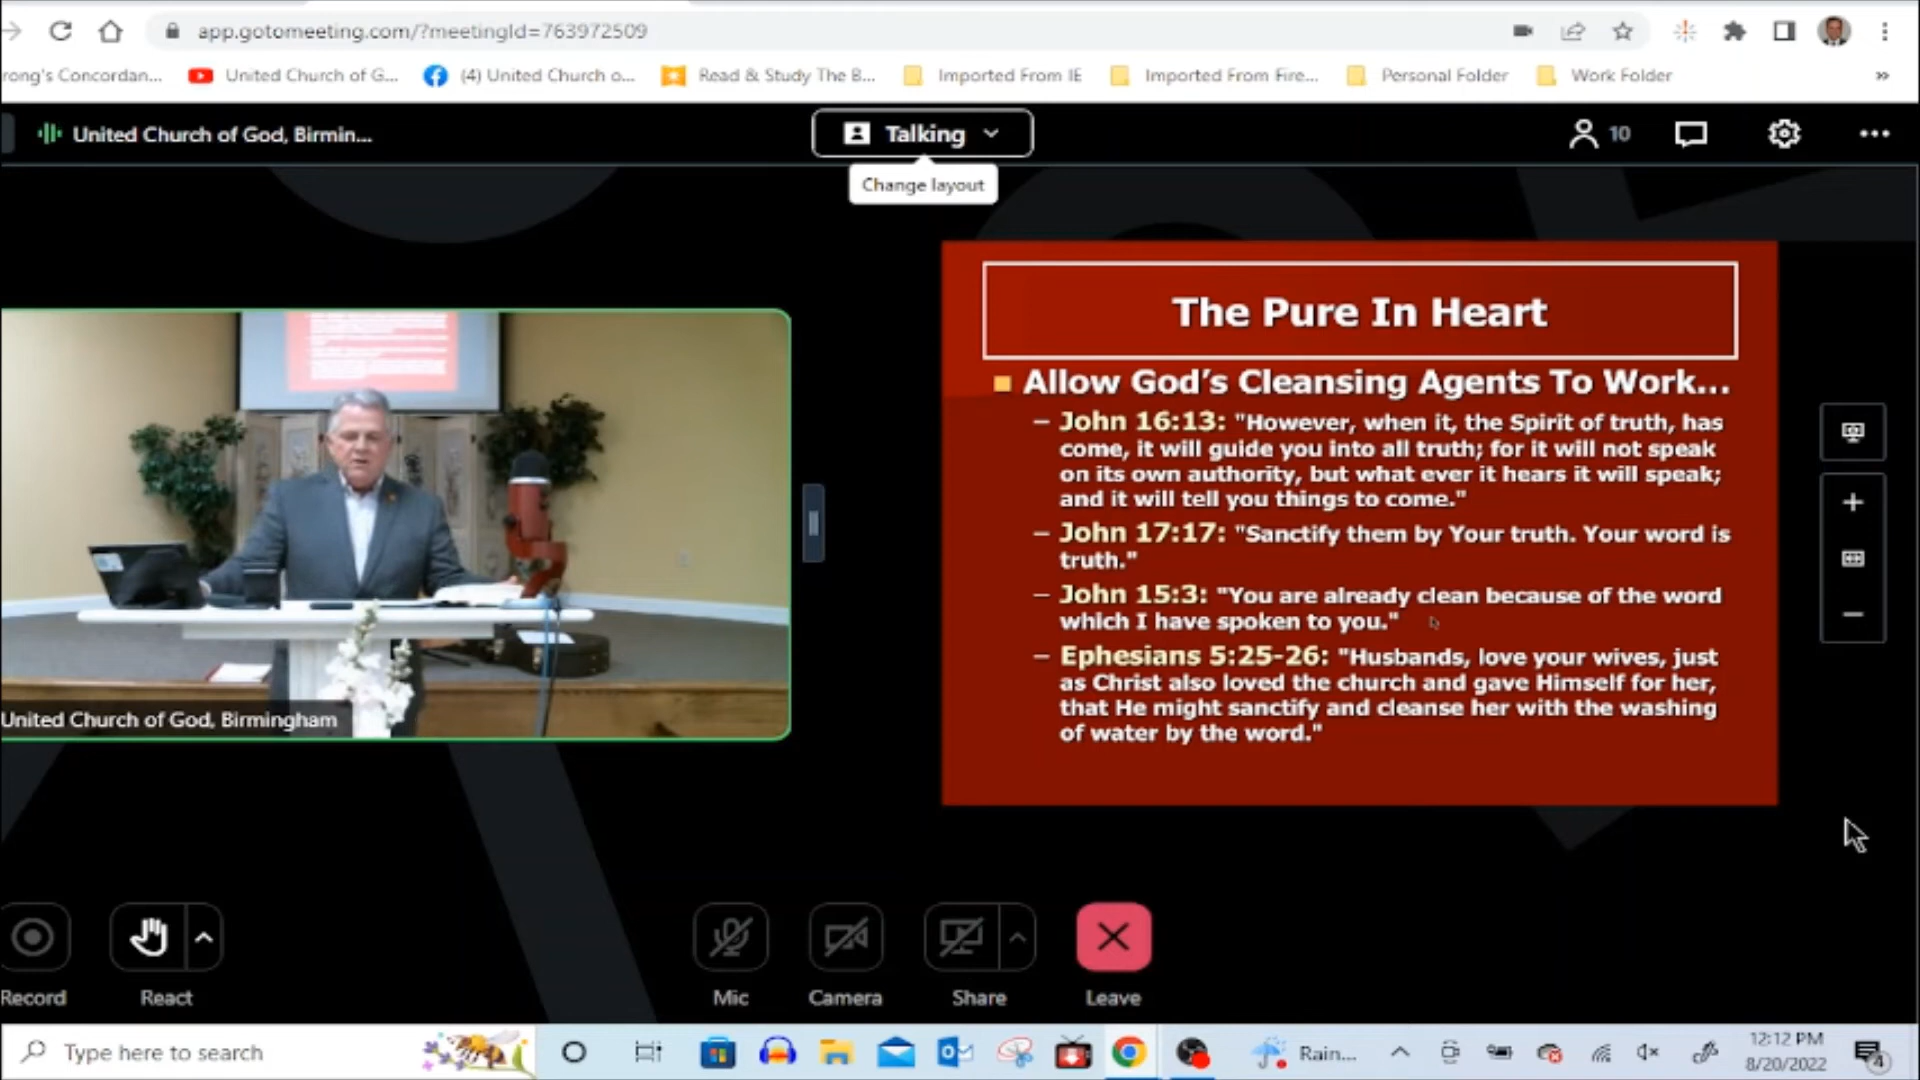 app.gotomeeting.com/?meetingId=763972509
rong's Concordan...
United Church of G...
(4) United Church o...
Read & Study The B...
Imported From IE
Imported From Fire...
Personal Folder
Work Folder
United Church of God, Birmin...
Talking
10
Change layout
The Pure In Heart
Allow God's Cleansing Agents To Work...
– John 16:13: "However, when it, the Spirit of truth, has
come, it will guide you into all truth; for it will not speak
on its own authority, but what ever it hears it will speak;
and it will tell you things to come."
– John 17:17: "Sanctify them by Your truth. Your word is
truth."
– John 15:3: "You are already clean because of the word
which I have spoken to you."
– Ephesians 5:25-26: "Husbands, love your wives, just
as Christ also loved the church and gave Himself for her,
that He might sanctify and cleanse her with the washing
of water by the word."
United Church of God, Birmingham
Record
React
Mic
Camera
Share
Leave
Type here to search
Rain...
12:12 PM
8/20/2022
4